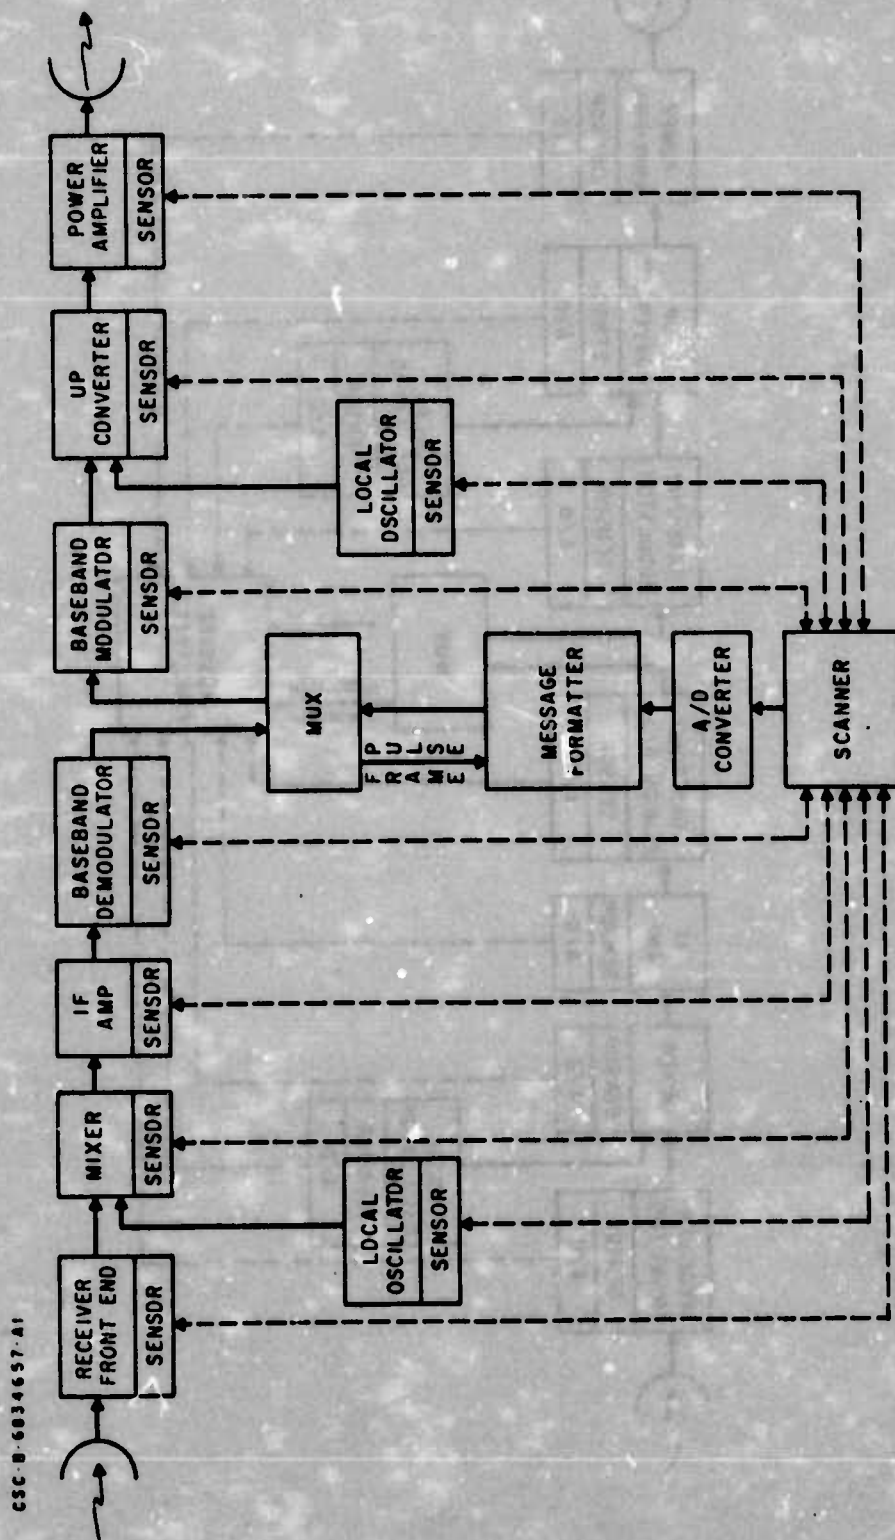 CSC-B-6034657-A1
RECEIVER
FRONT END
SENSOR
MIXER
SENSOR
IF
AMP
SENSOR
BASEBAND
DEMODULATOR
SENSOR
BASEBAND
MODULATOR
SENSOR
UP
CONVERTER
SENSOR
POWER
AMPLIFIER
SENSOR
LOCAL
OSCILLATOR
SENSOR
LOCAL
OSCILLATOR
SENSOR
MUX
FRAME
PULSE
MESSAGE
FORMATTER
A/D
CONVERTER
SCANNER